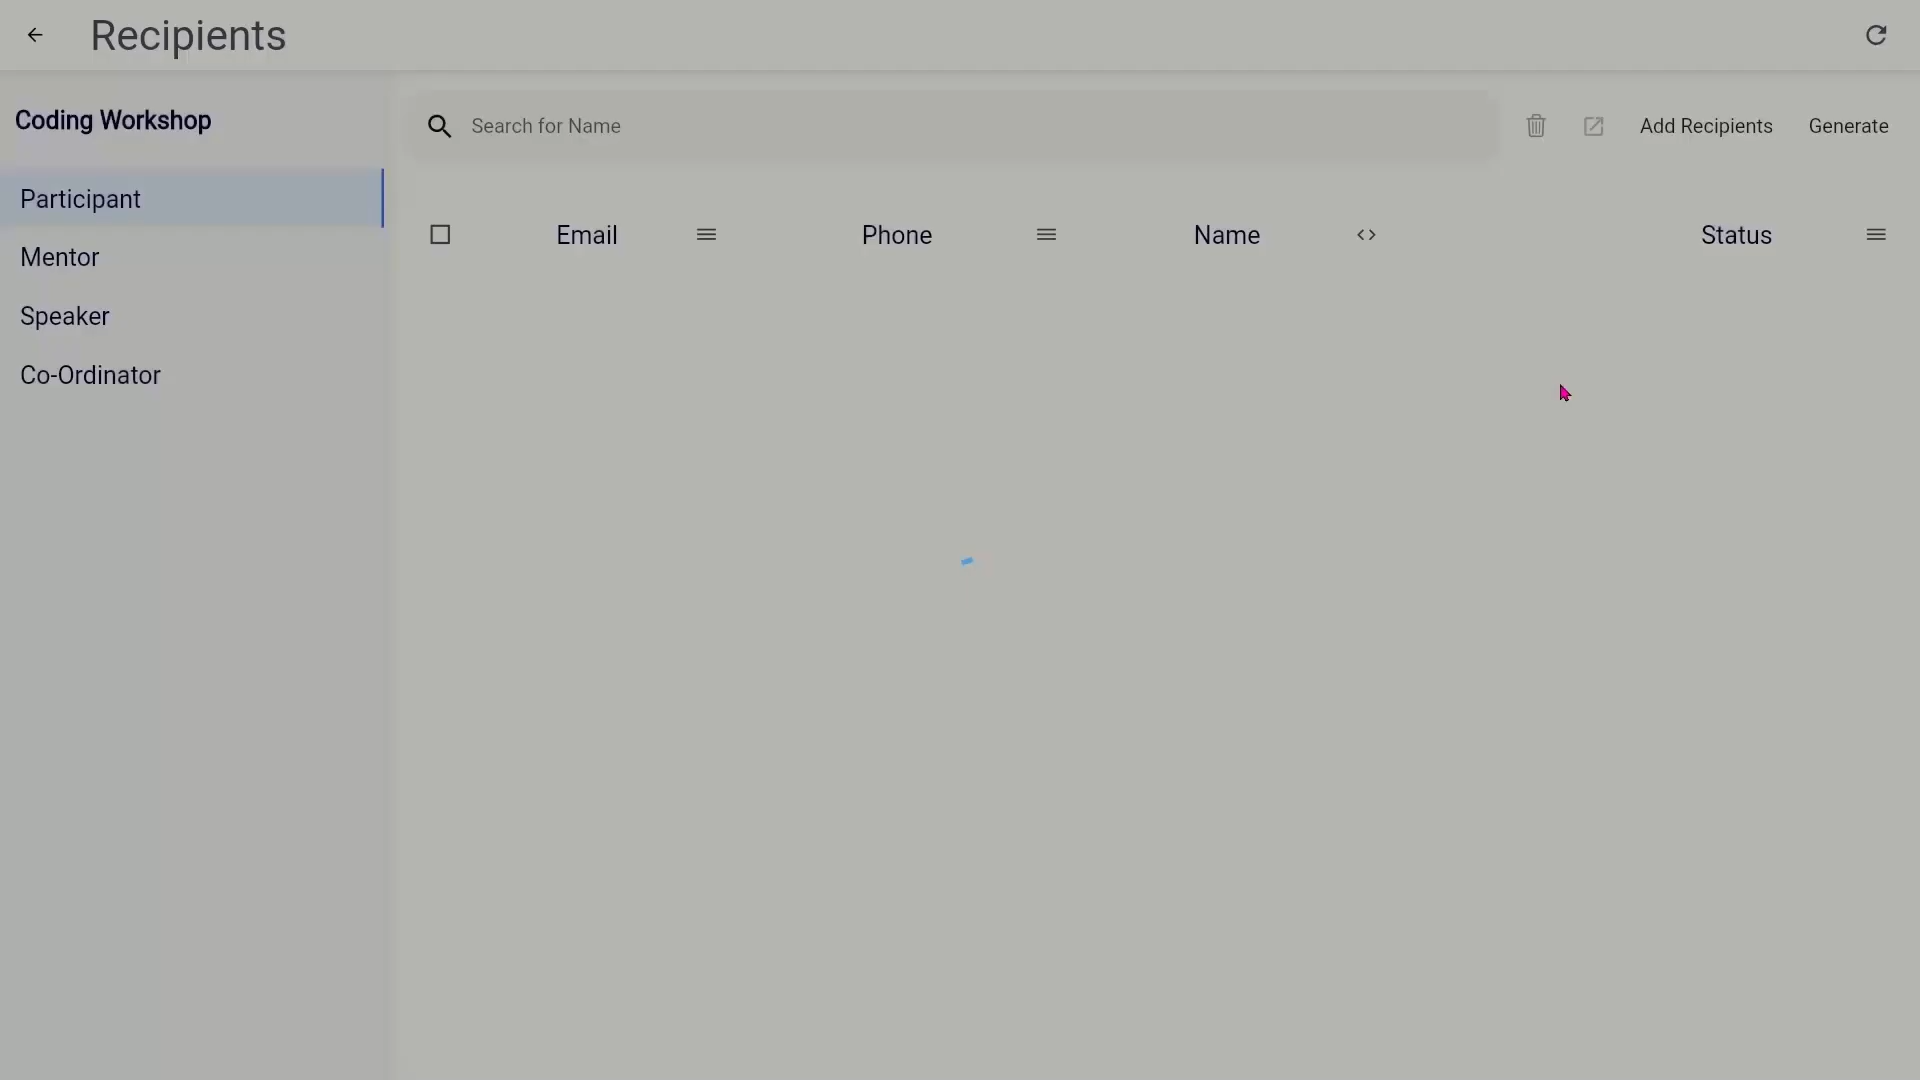 Recipients
Coding Workshop
Participant
Mentor
Speaker
Co-Ordinator
Search for Name
Add Recipients
Generate
Email
Phone
Name
Status